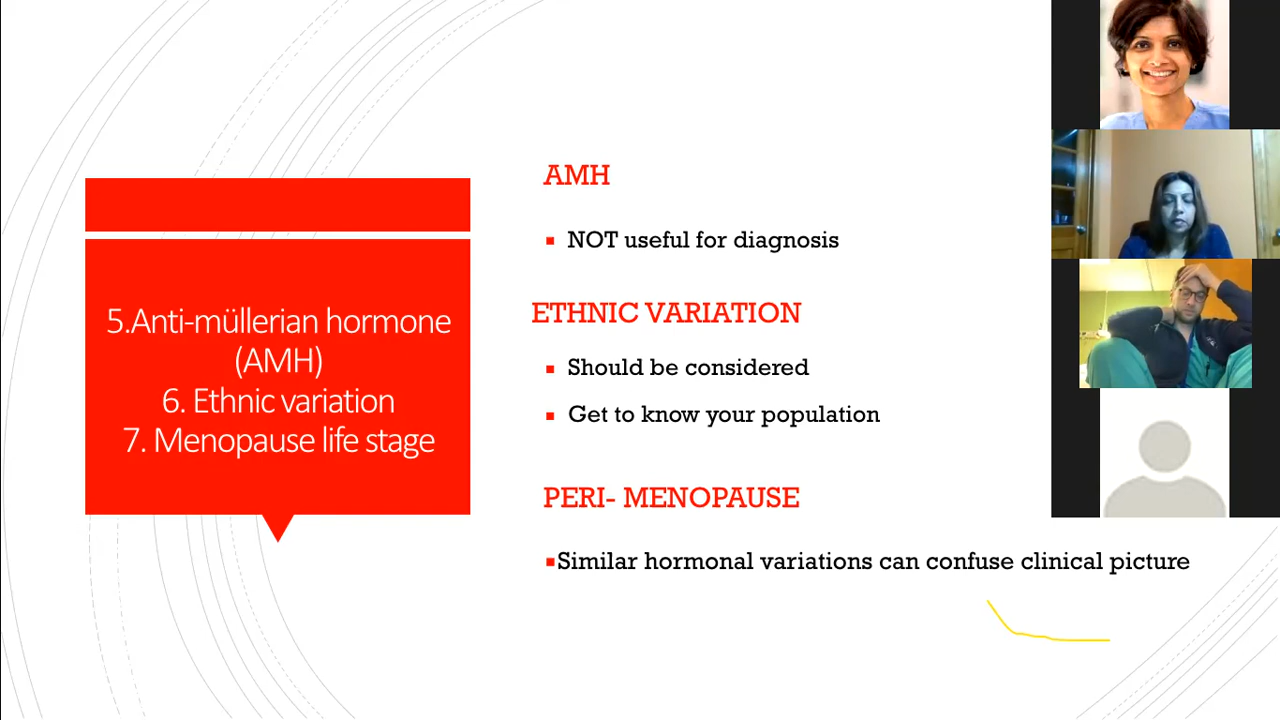 5.Anti-müllerian hormone
(AMH)
6. Ethnic variation
7. Menopause life stage
AMH
NOT useful for diagnosis
ETHNIC VARIATION
Should be considered
Get to know your population
PERI- MENOPAUSE
Similar hormonal variations can confuse clinical picture